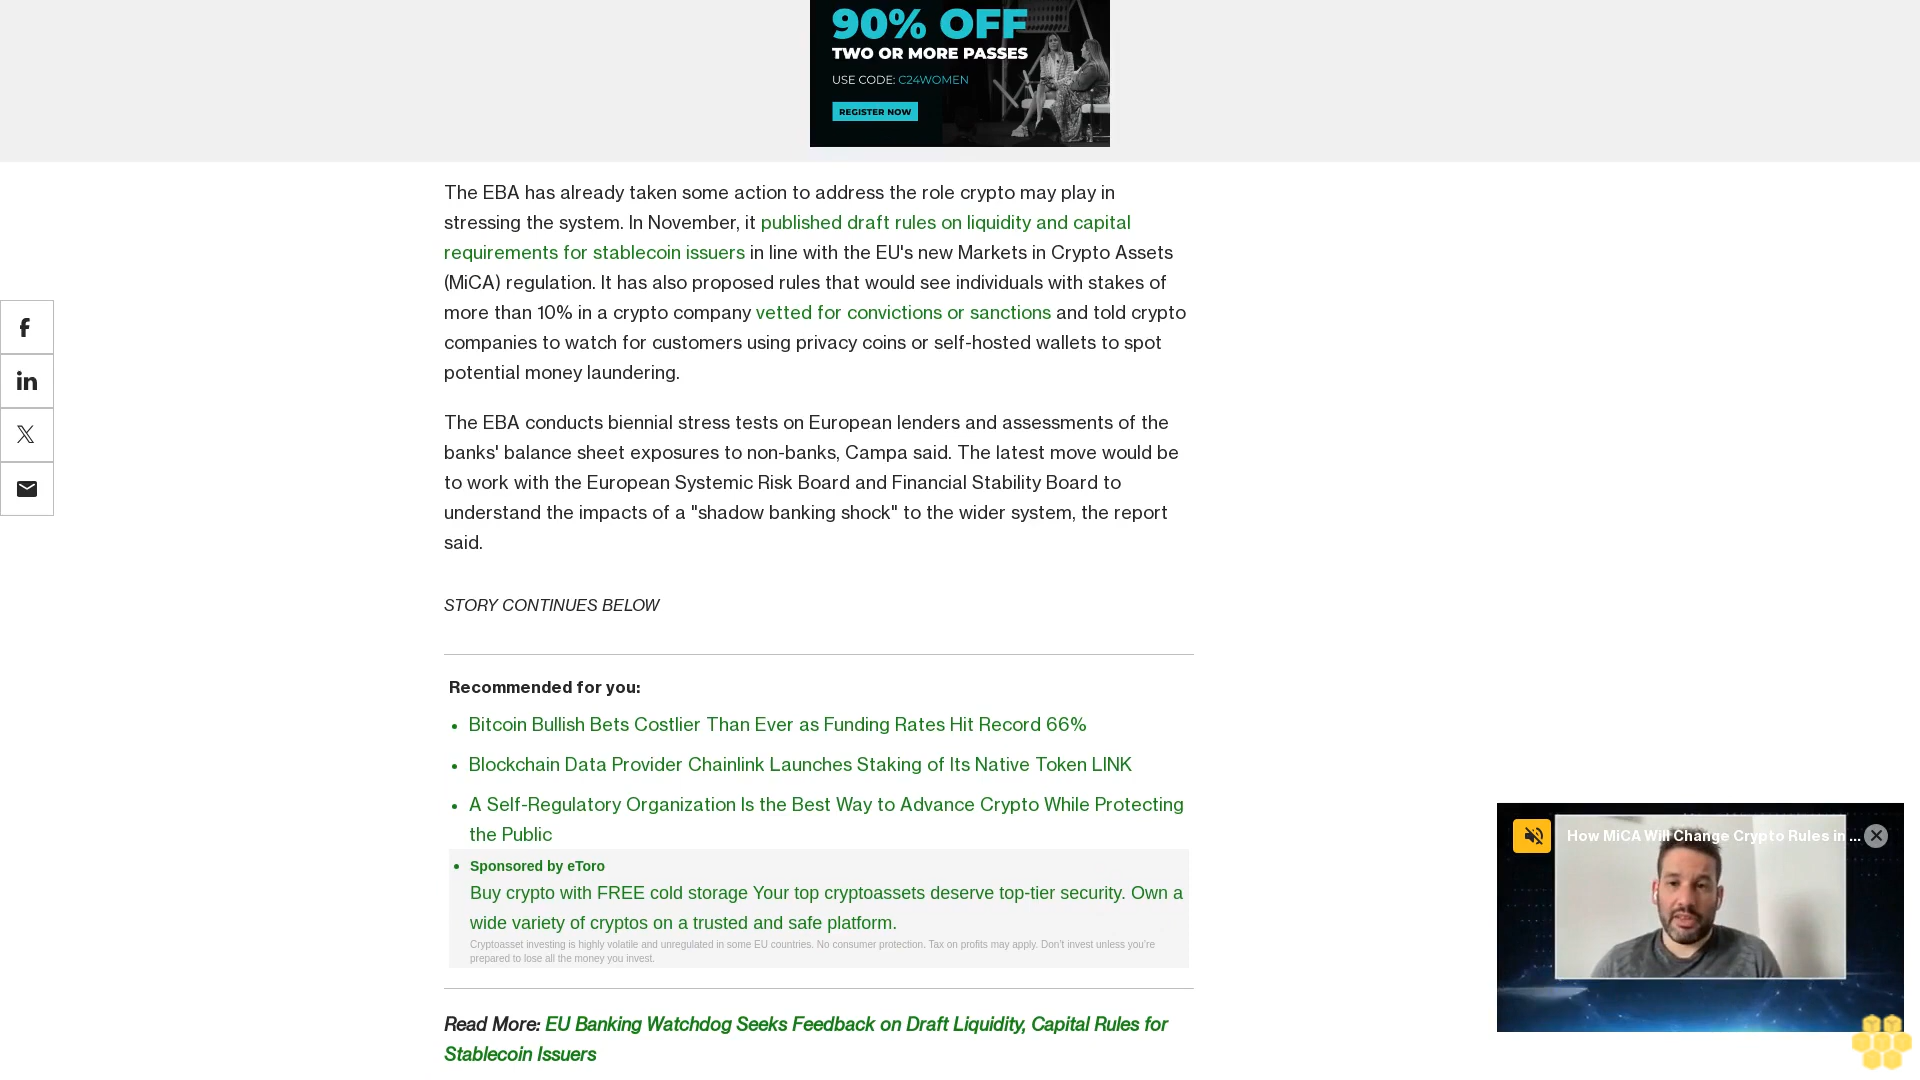 90% OFF
TWO OR MORE PASSES
USE CODE: C24WOMEN
REGISTER NOW
The EBA has already taken some action to address the role crypto may play in
stressing the system. In November, it published draft rules on liquidity and capital
requirements for stablecoin issuers in line with the EU's new Markets in Crypto Assets
(MiCA) regulation. It has also proposed rules that would see individuals with stakes of
more than 10% in a crypto company vetted for convictions or sanctions and told crypto
companies to watch for customers using privacy coins or self-hosted wallets to spot
potential money laundering.
The EBA conducts biennial stress tests on European lenders and assessments of the
banks' balance sheet exposures to non-banks, Campa said. The latest move would be
to work with the European Systemic Risk Board and Financial Stability Board to
understand the impacts of a "shadow banking shock" to the wider system, the report
said.
STORY CONTINUES BELOW
Recommended for you:
• Bitcoin Bullish Bets Costlier Than Ever as Funding Rates Hit Record 66%
• Blockchain Data Provider Chainlink Launches Staking of Its Native Token LINK
• A Self-Regulatory Organization Is the Best Way to Advance Crypto While Protecting
the Public
• Sponsored by eToro
Buy crypto with FREE cold storage Your top cryptoassets deserve top-tier security. Own a
wide variety of cryptos on a trusted and safe platform.
Cryptoasset investing is highly volatile and unregulated in some EU countries. No consumer protection. Tax on profits may apply. Don't invest unless you're
prepared to lose all the money you invest.
Read More: EU Banking Watchdog Seeks Feedback on Draft Liquidity, Capital Rules for
Stablecoin Issuers
How MiCA Will Change Crypto Rules in ...